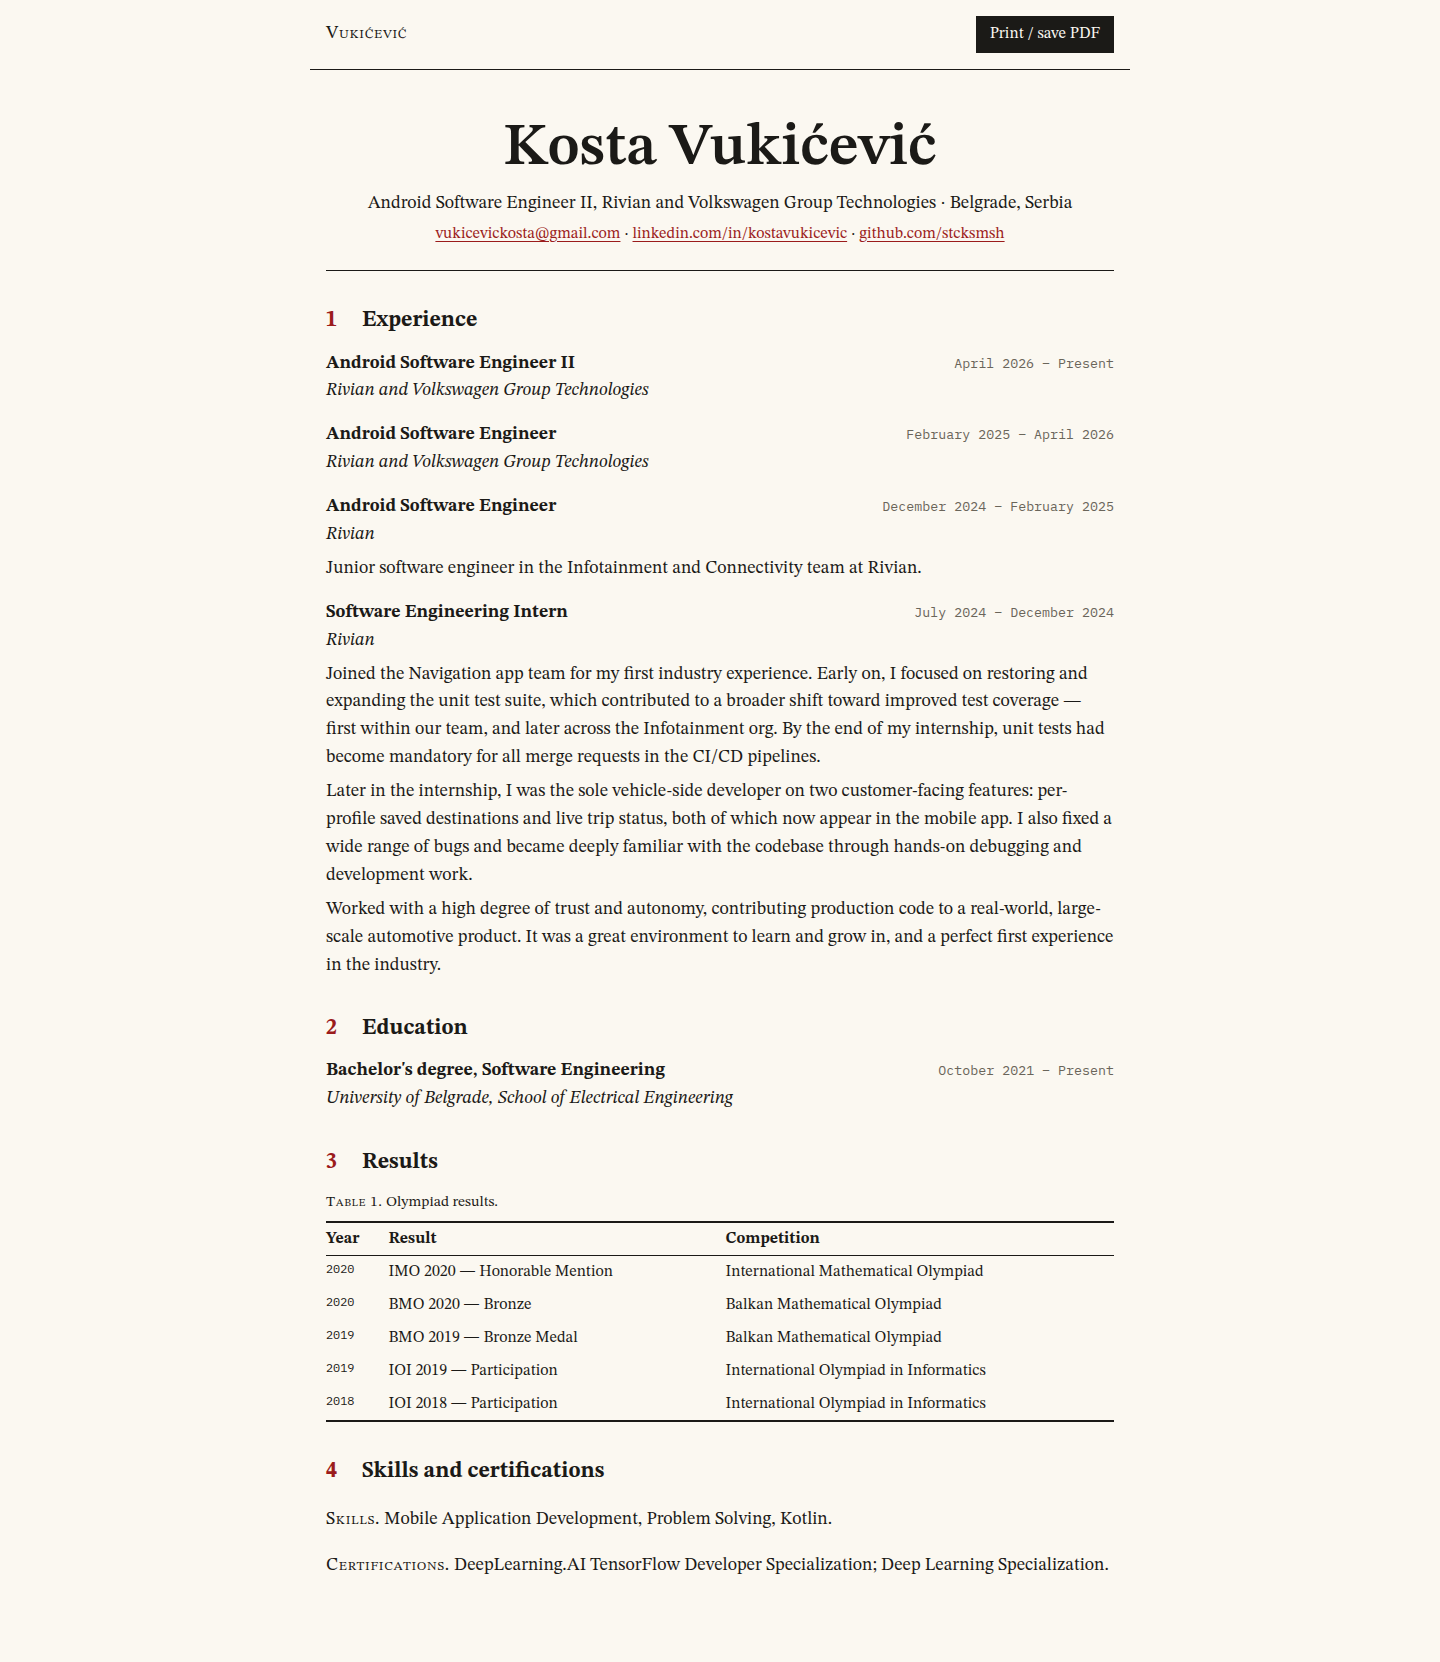 Vukićević
Print / save PDF
Kosta Vukićević
Android Software Engineer II, Rivian and Volkswagen Group Technologies · Belgrade, Serbia
vukicevickosta@gmail.com · linkedin.com/in/kostavukicevic · github.com/stcksmsh
1 Experience
Android Software Engineer II April 2026 – Present
Rivian and Volkswagen Group Technologies
Android Software Engineer February 2025 – April 2026
Rivian and Volkswagen Group Technologies
Android Software Engineer December 2024 – February 2025
Rivian
Junior software engineer in the Infotainment and Connectivity team at Rivian.
Software Engineering Intern July 2024 – December 2024
Rivian
Joined the Navigation app team for my first industry experience. Early on, I focused on restoring and
expanding the unit test suite, which contributed to a broader shift toward improved test coverage —
first within our team, and later across the Infotainment org. By the end of my internship, unit tests had
become mandatory for all merge requests in the CI/CD pipelines.
Later in the internship, I was the sole vehicle-side developer on two customer-facing features: per-
profile saved destinations and live trip status, both of which now appear in the mobile app. I also fixed a
wide range of bugs and became deeply familiar with the codebase through hands-on debugging and
development work.
Worked with a high degree of trust and autonomy, contributing production code to a real-world, large-
scale automotive product. It was a great environment to learn and grow in, and a perfect first experience
in the industry.
2 Education
Bachelor's degree, Software Engineering October 2021 – Present
University of Belgrade, School of Electrical Engineering
3 Results
Table 1. Olympiad results.
Year Result Competition
2020 IMO 2020 — Honorable Mention International Mathematical Olympiad
2020 BMO 2020 — Bronze Balkan Mathematical Olympiad
2019 BMO 2019 — Bronze Medal Balkan Mathematical Olympiad
2019 IOI 2019 — Participation International Olympiad in Informatics
2018 IOI 2018 — Participation International Olympiad in Informatics
4 Skills and certifications
Skills. Mobile Application Development, Problem Solving, Kotlin.
Certifications. DeepLearning.AI TensorFlow Developer Specialization; Deep Learning Specialization.